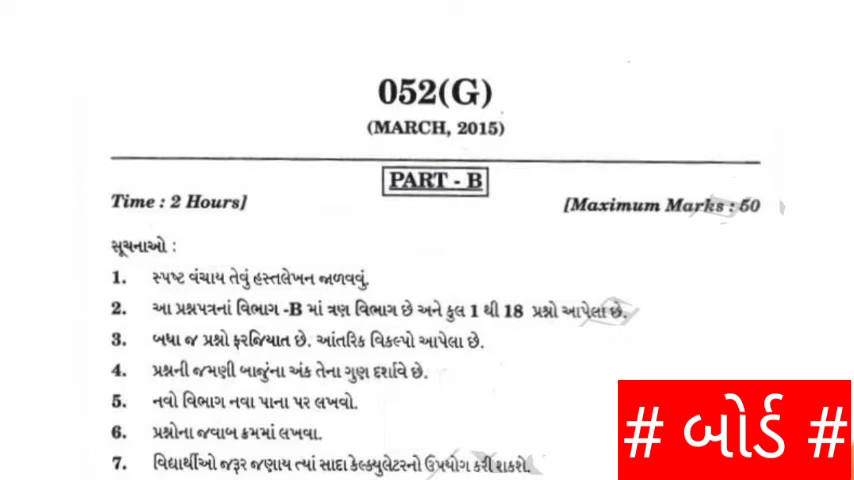 052(G)
(MARCH, 2015)
PART - B
Time : 2 Hours]
[Maximum Marks : 50
સૂચનાઓ :
1. સ્પષ્ટ વંચાય તેવું હસ્તલેખન જાળવવું.
2. આ પ્રશ્નપત્રનાં વિભાગ -B માં ત્રણ વિભાગ છે અને કુલ 1 થી 18 પ્રશ્નો આપેલા છે.
3. બધા જ પ્રશ્નો ફરજિયાત છે. આંતરિક વિકલ્પો આપેલા છે.
4. પ્રશ્નની જમણી બાજુંના અંક તેના ગુણ દર્શાવે છે.
5. નવો વિભાગ નવા પાના પર લખવો.
6. પ્રશ્નોના જવાબ ક્રમમાં લખવા.
7. વિદ્યાર્થીઓ જરૂર જણાય ત્યાં સાદા કેલ્ક્યુલેટરનો ઉપયોગ કરી શકશે.
# બોર્ડ #